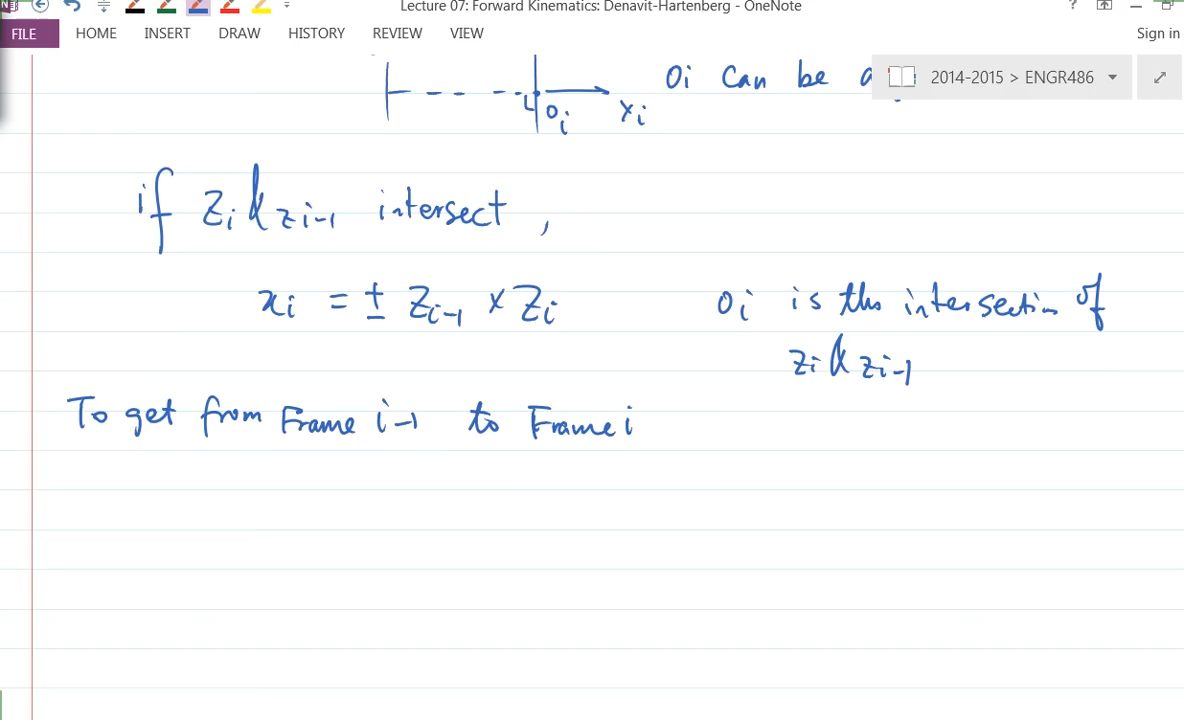 Lecture 07: Forward Kinematics: Denavit-Hartenberg - OneNote
?
FILE HOME INSERT DRAW HISTORY REVIEW VIEW Sign in
2014-2015 > ENGR486
oi can be
oi xi
if zi & zi-1 intersect,
xi = ± zi-1 × zi oi is the intersection of
zi & zi-1
To get from Frame i-1 to Frame i